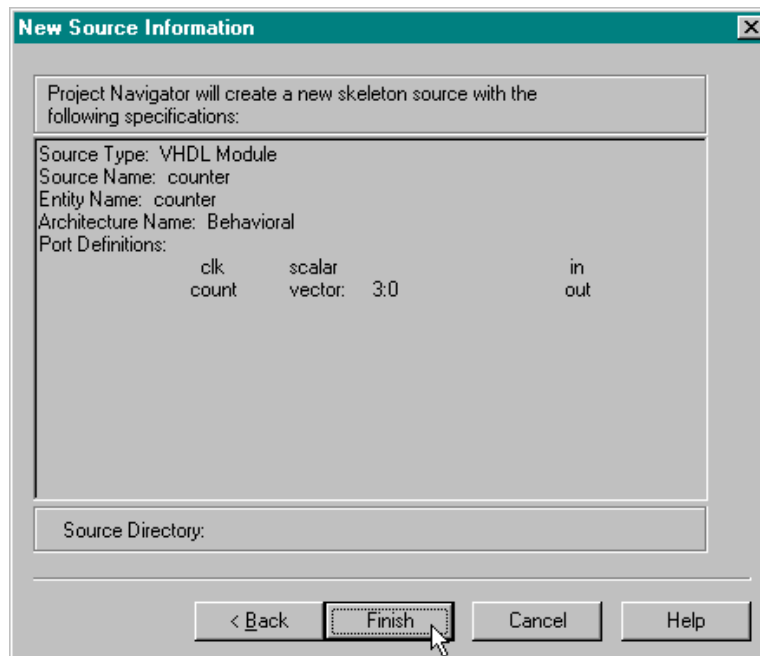 New Source Information
Project Navigator will create a new skeleton source with the
following specifications:
Source Type: VHDL Module
Source Name: counter
Entity Name: counter
Architecture Name: Behavioral
Port Definitions:
clk scalar in
count vector: 3:0 out
Source Directory:
< Back Finish Cancel Help